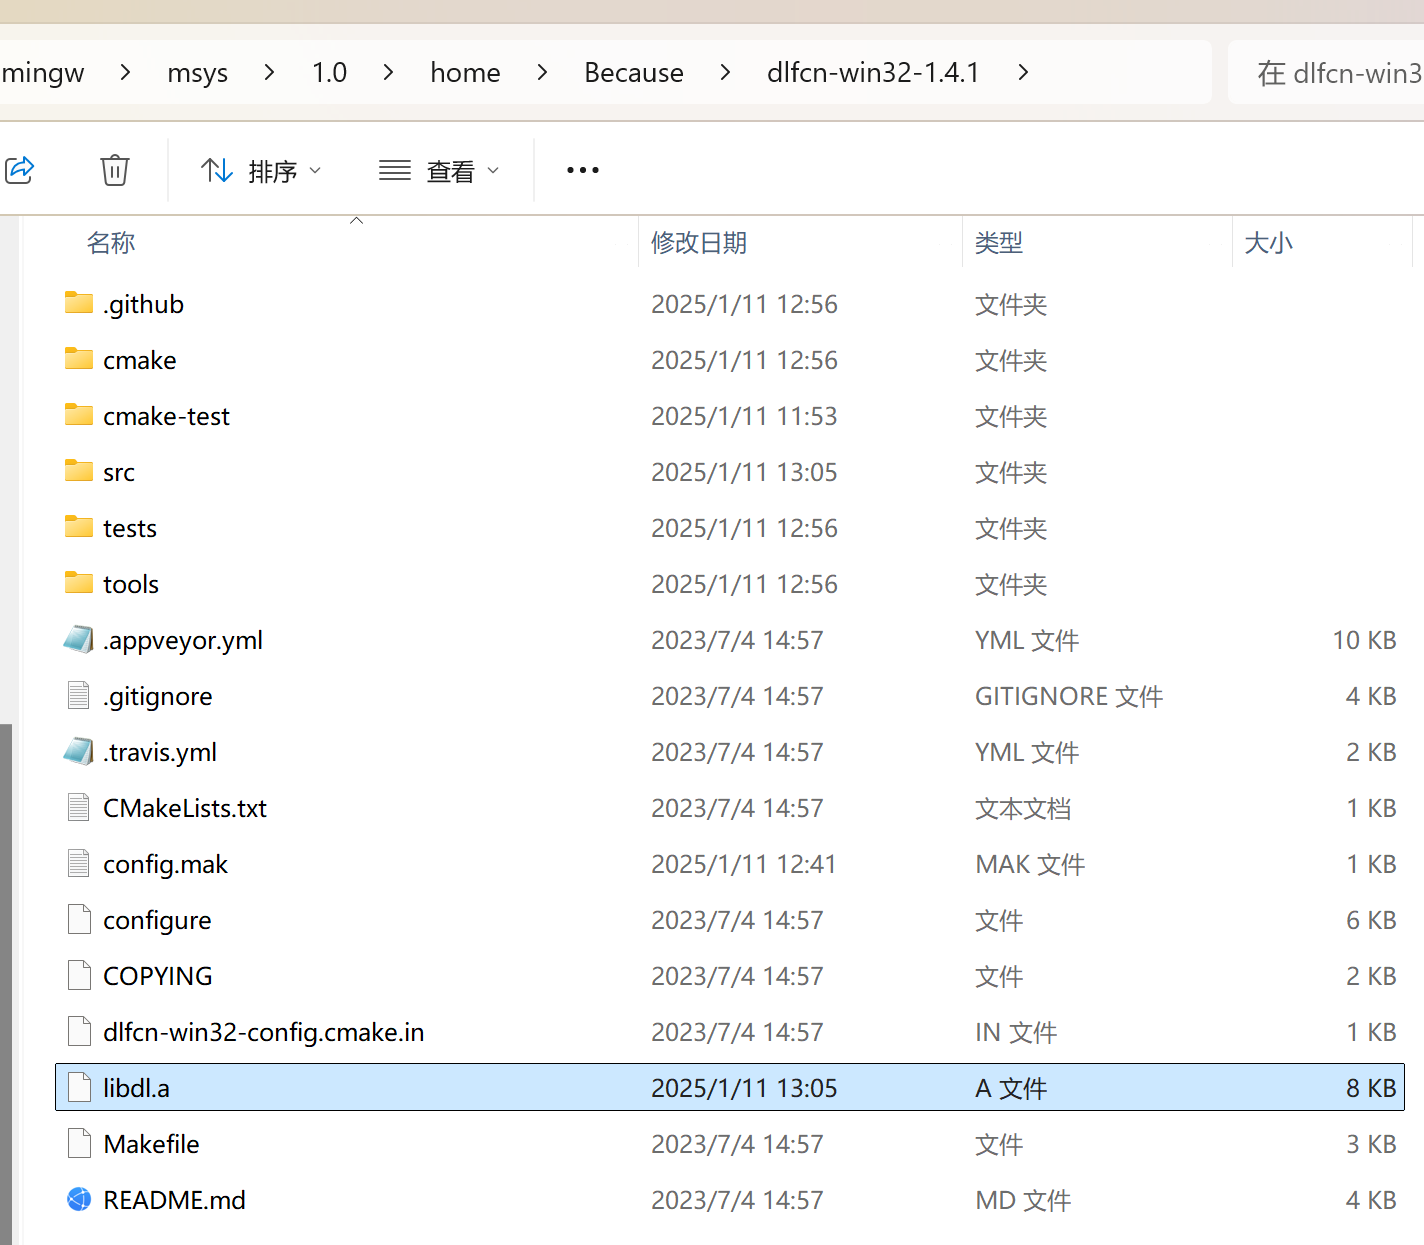 mingw > msys > 1.0 > home > Because > dlfcn-win32-1.4.1 > 在 dlfcn-win3
排序 查看
名称 修改日期 类型 大小
.github 2025/1/11 12:56 文件夹
cmake 2025/1/11 12:56 文件夹
cmake-test 2025/1/11 11:53 文件夹
src 2025/1/11 13:05 文件夹
tests 2025/1/11 12:56 文件夹
tools 2025/1/11 12:56 文件夹
.appveyor.yml 2023/7/4 14:57 YML 文件 10 KB
.gitignore 2023/7/4 14:57 GITIGNORE 文件 4 KB
.travis.yml 2023/7/4 14:57 YML 文件 2 KB
CMakeLists.txt 2023/7/4 14:57 文本文档 1 KB
config.mak 2025/1/11 12:41 MAK 文件 1 KB
configure 2023/7/4 14:57 文件 6 KB
COPYING 2023/7/4 14:57 文件 2 KB
dlfcn-win32-config.cmake.in 2023/7/4 14:57 IN 文件 1 KB
libdl.a 2025/1/11 13:05 A 文件 8 KB
Makefile 2023/7/4 14:57 文件 3 KB
README.md 2023/7/4 14:57 MD 文件 4 KB